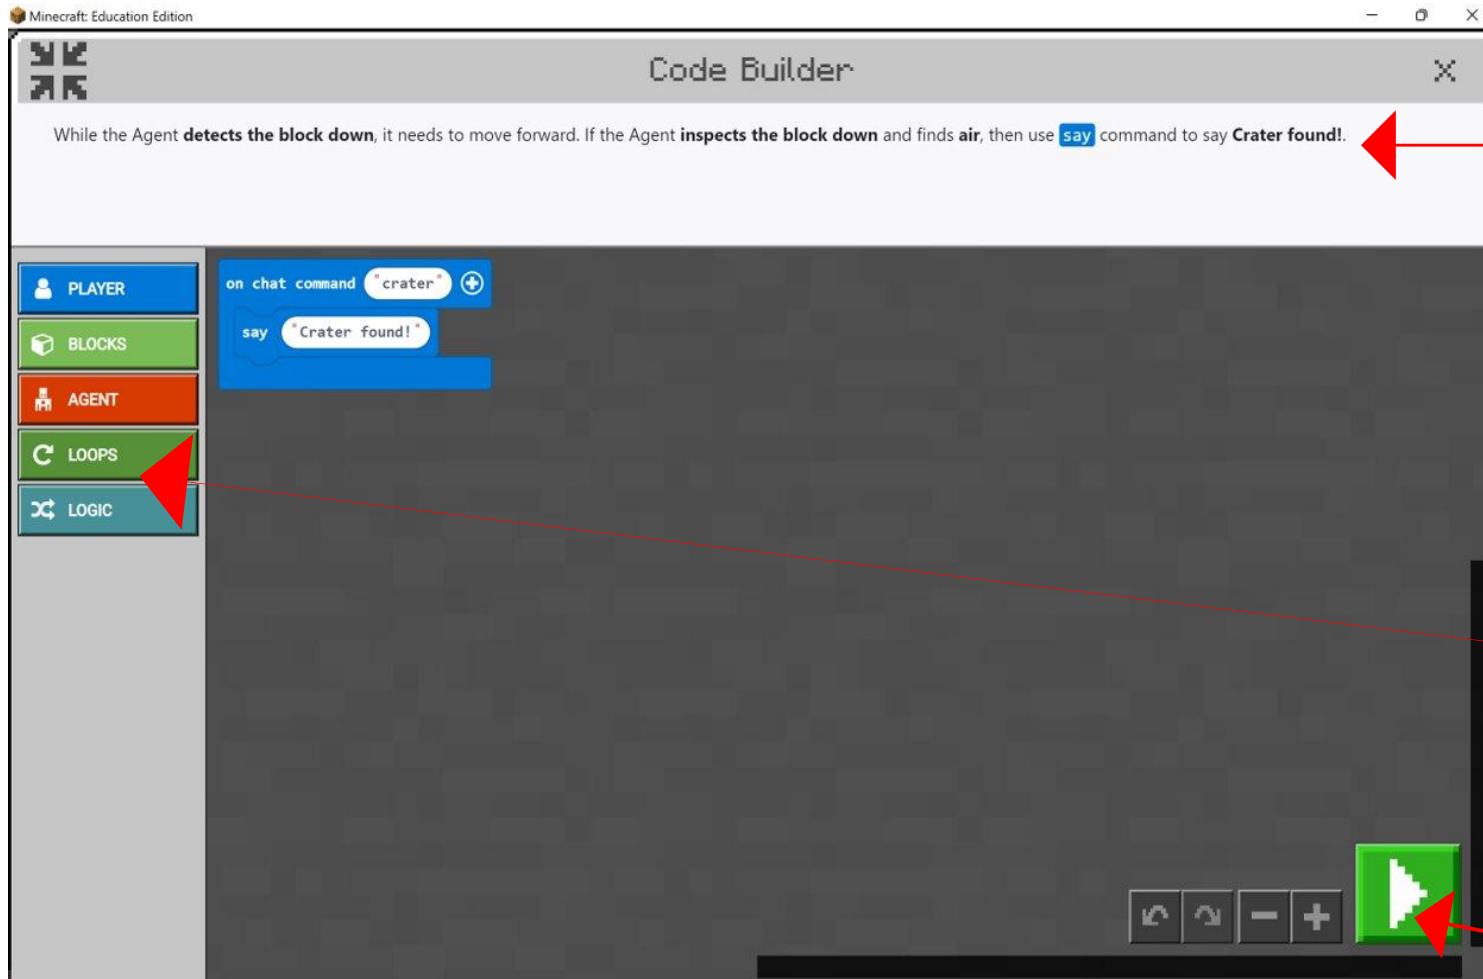 Minecraft: Education Edition
Code Builder
While the Agent detects the block down, it needs to move forward. If the Agent inspects the block down and finds air, then use say command to say Crater found!.
PLAYER
BLOCKS
AGENT
LOOPS
LOGIC
on chat command "crater"
say "Crater found!"